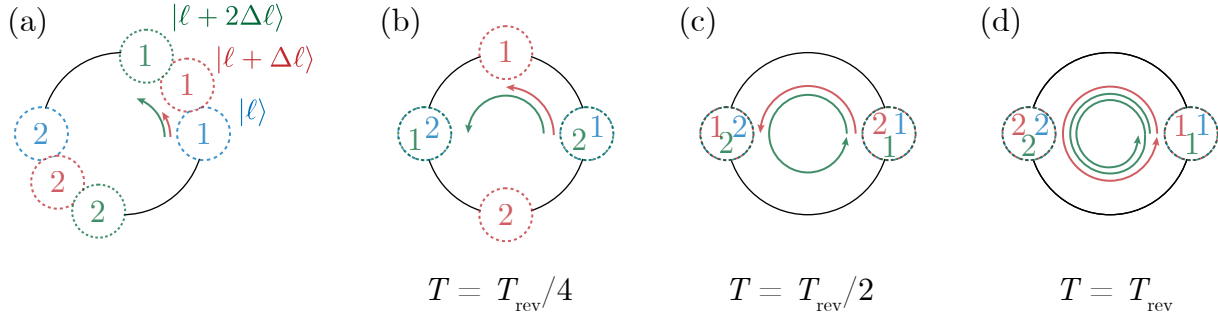 (a)
|ℓ + 2Δℓ⟩
|ℓ + Δℓ⟩
|ℓ⟩
1
1
1
2
2
2
(b)
1
1 2
2 1
2
T = T_rev/4
(c)
1 2
2
2 1
1
T = T_rev/2
(d)
2 2
2
1 1
1
T = T_rev